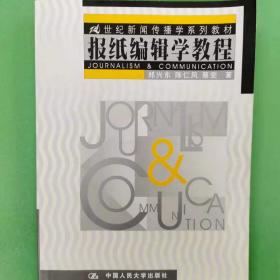 21世纪新闻传播学系列教材
报纸编辑学教程
JOURNALISM & COMMUNICATION
郑兴东 陈仁风 蔡雯 著
JOURNALISM
&
COMMUNICATION
中国人民大学出版社